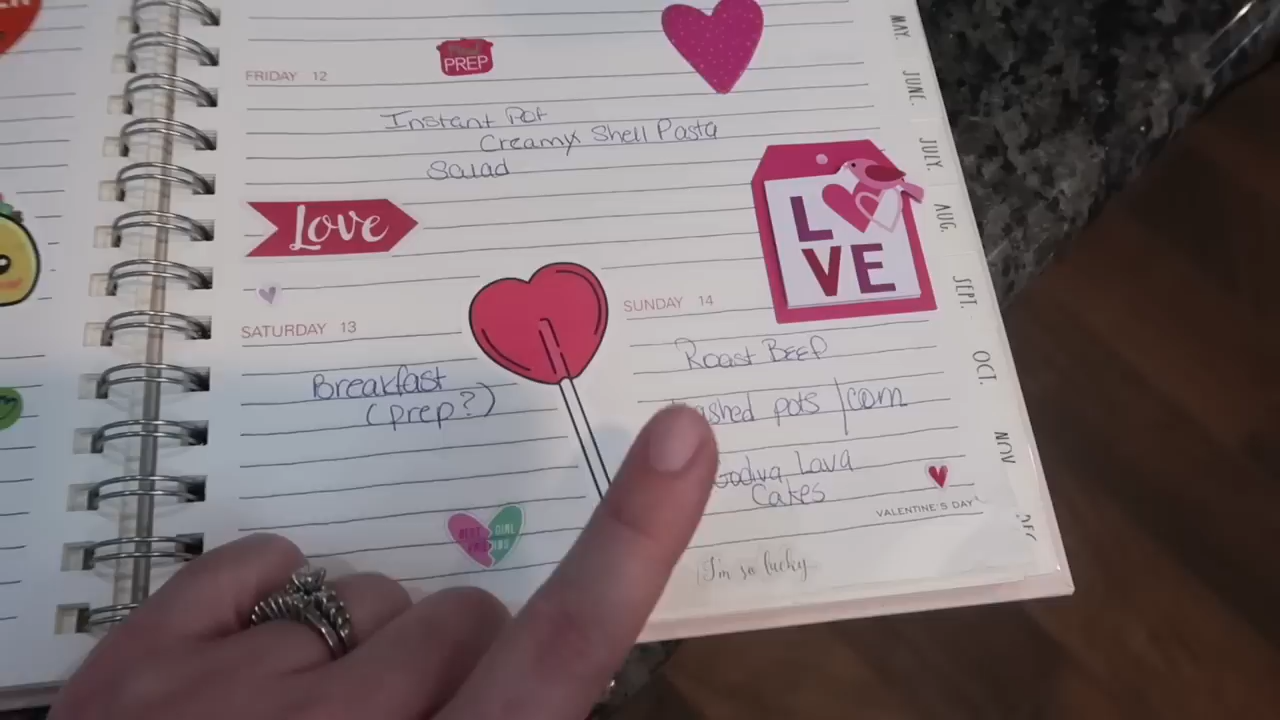 MAY.
JUNE.
JULY.
AUG.
SEPT.
OCT.
NOV
PREP
FRIDAY 12
Instant Pot
Creamy Shell Pasta
Salad
Love
LOVE
SATURDAY 13
Breakfast
(prep?)
SUNDAY 14
Roast BEEF
pots / corn
Godiva Lava
Cakes
VALENTINE'S DAY
I'm so lucky